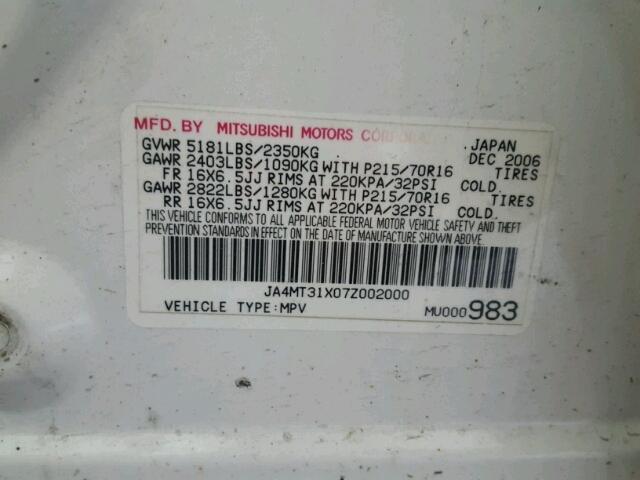 MFD. BY MITSUBISHI MOTORS CORPORATION, JAPAN
GVWR 5181LBS/2350KG DEC 2006
GAWR 2403LBS/1090KG WITH P215/70R16 TIRES
FR 16X6.5JJ RIMS AT 220KPA/32PSI COLD.
GAWR 2822LBS/1280KG WITH P215/70R16 TIRES
RR 16X6.5JJ RIMS AT 220KPA/32PSI COLD.
THIS VEHICLE CONFORMS TO ALL APPLICABLE FEDERAL MOTOR VEHICLE SAFETY AND THEFT
PREVENTION STANDARDS IN EFFECT ON THE DATE OF MANUFACTURE SHOWN ABOVE.
JA4MT31X07Z002000
VEHICLE TYPE:MPV MU000983